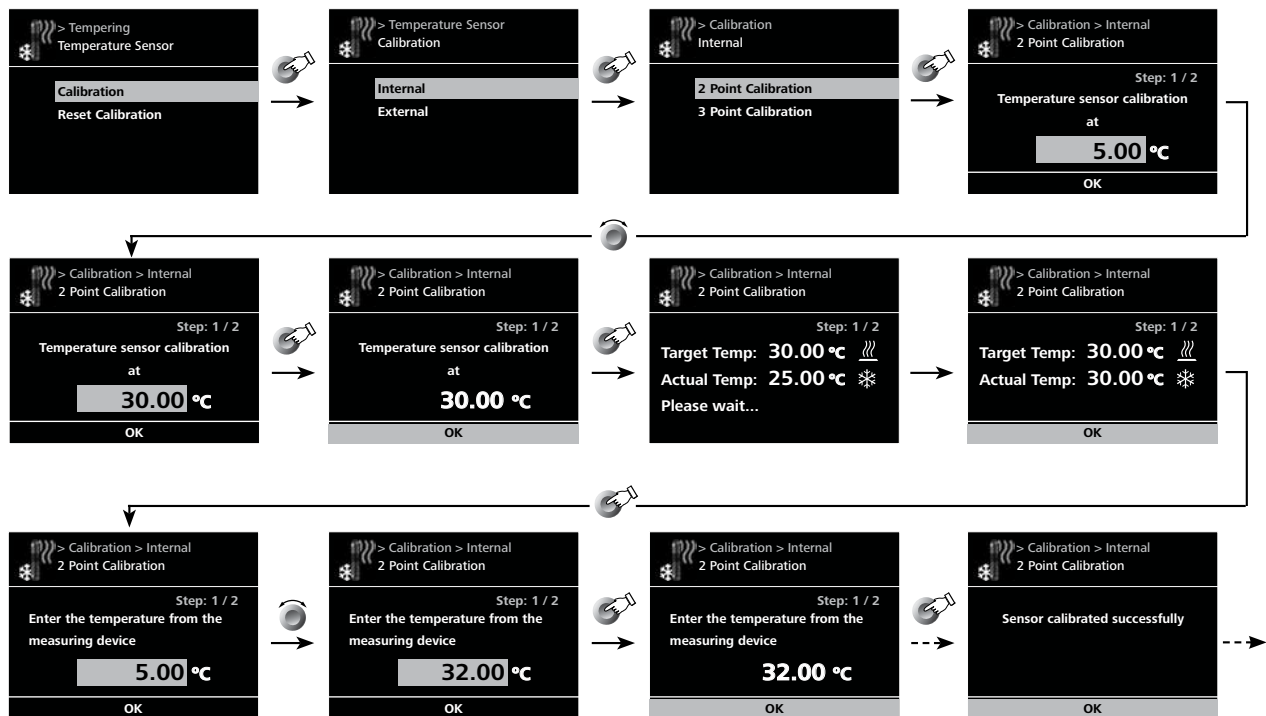 > Tempering
Temperature Sensor
Calibration
Reset Calibration
> Temperature Sensor
Calibration
Internal
External
> Calibration
Internal
2 Point Calibration
3 Point Calibration
> Calibration > Internal
2 Point Calibration
Step: 1 / 2
Temperature sensor calibration
at
5.00 °C
OK
> Calibration > Internal
2 Point Calibration
Step: 1 / 2
Temperature sensor calibration
at
30.00 °C
OK
> Calibration > Internal
2 Point Calibration
Step: 1 / 2
Temperature sensor calibration
at
30.00 °C
OK
> Calibration > Internal
2 Point Calibration
Step: 1 / 2
Target Temp: 30.00 °C
Actual Temp: 25.00 °C
Please wait...
> Calibration > Internal
2 Point Calibration
Step: 1 / 2
Target Temp: 30.00 °C
Actual Temp: 30.00 °C
OK
> Calibration > Internal
2 Point Calibration
Step: 1 / 2
Enter the temperature from the
measuring device
5.00 °C
OK
> Calibration > Internal
2 Point Calibration
Step: 1 / 2
Enter the temperature from the
measuring device
32.00 °C
OK
> Calibration > Internal
2 Point Calibration
Step: 1 / 2
Enter the temperature from the
measuring device
32.00 °C
OK
> Calibration > Internal
2 Point Calibration
Sensor calibrated successfully
OK